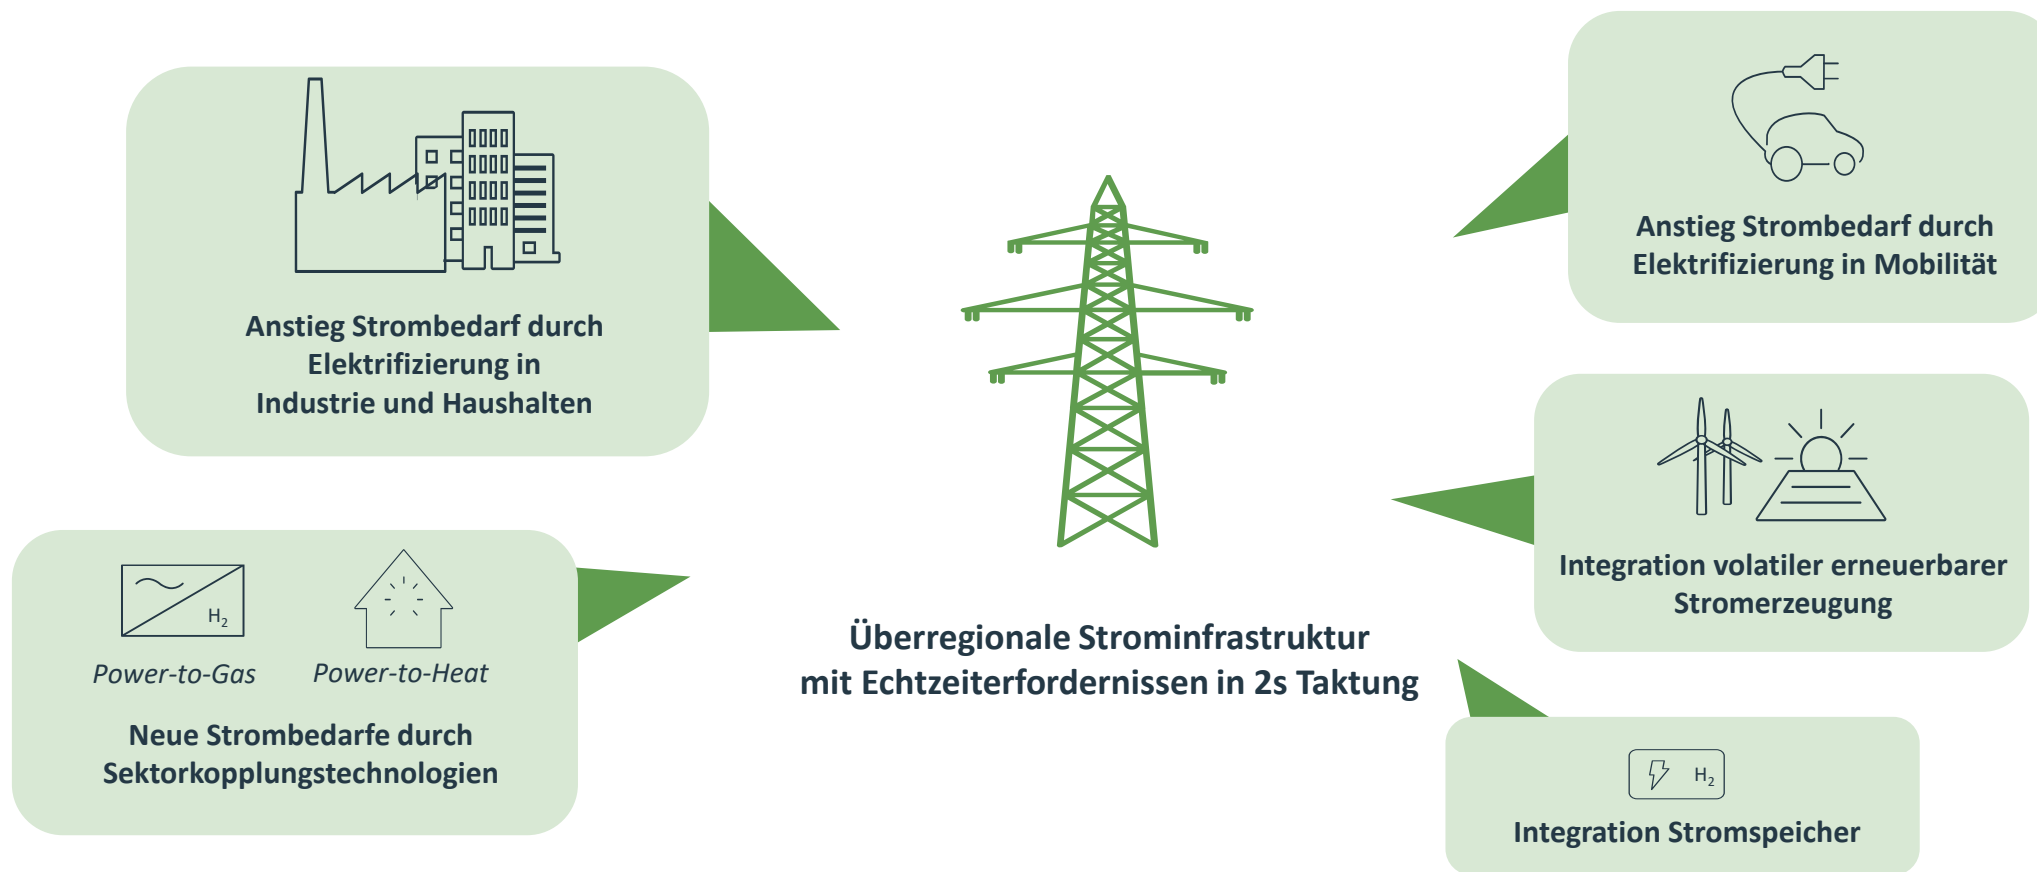 Anstieg Strombedarf durch
Elektrifizierung in
Industrie und Haushalten
H₂
Power-to-Gas
Power-to-Heat
Neue Strombedarfe durch
Sektorkopplungstechnologien
Überregionale Strominfrastruktur
mit Echtzeiterfordernissen in 2s Taktung
Anstieg Strombedarf durch
Elektrifizierung in Mobilität
Integration volatiler erneuerbarer
Stromerzeugung
H₂
Integration Stromspeicher